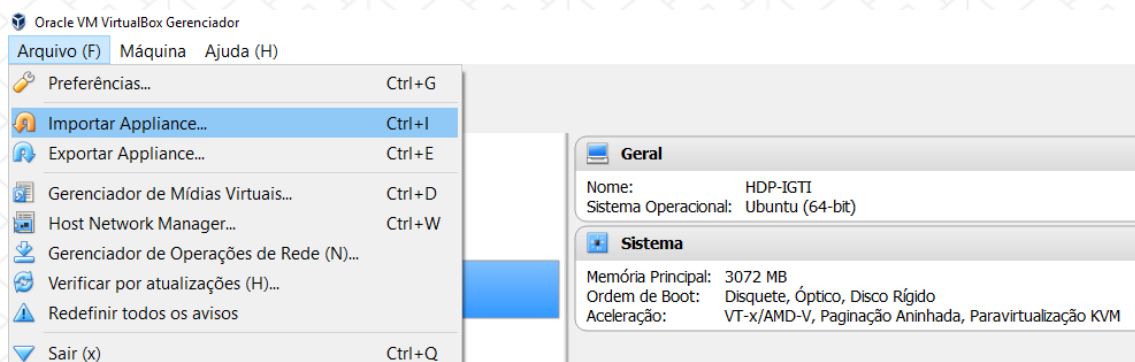 Oracle VM VirtualBox Gerenciador
Arquivo (F) Máquina Ajuda (H)
Preferências... Ctrl+G
Importar Appliance... Ctrl+I
Exportar Appliance... Ctrl+E
Gerenciador de Mídias Virtuais... Ctrl+D
Host Network Manager... Ctrl+W
Gerenciador de Operações de Rede (N)...
Verificar por atualizações (H)...
Redefinir todos os avisos
Sair (x) Ctrl+Q
Geral
Nome: HDP-IGTI
Sistema Operacional: Ubuntu (64-bit)
Sistema
Memória Principal: 3072 MB
Ordem de Boot: Disquete, Óptico, Disco Rígido
Aceleração: VT-x/AMD-V, Paginação Aninhada, Paravirtualização KVM